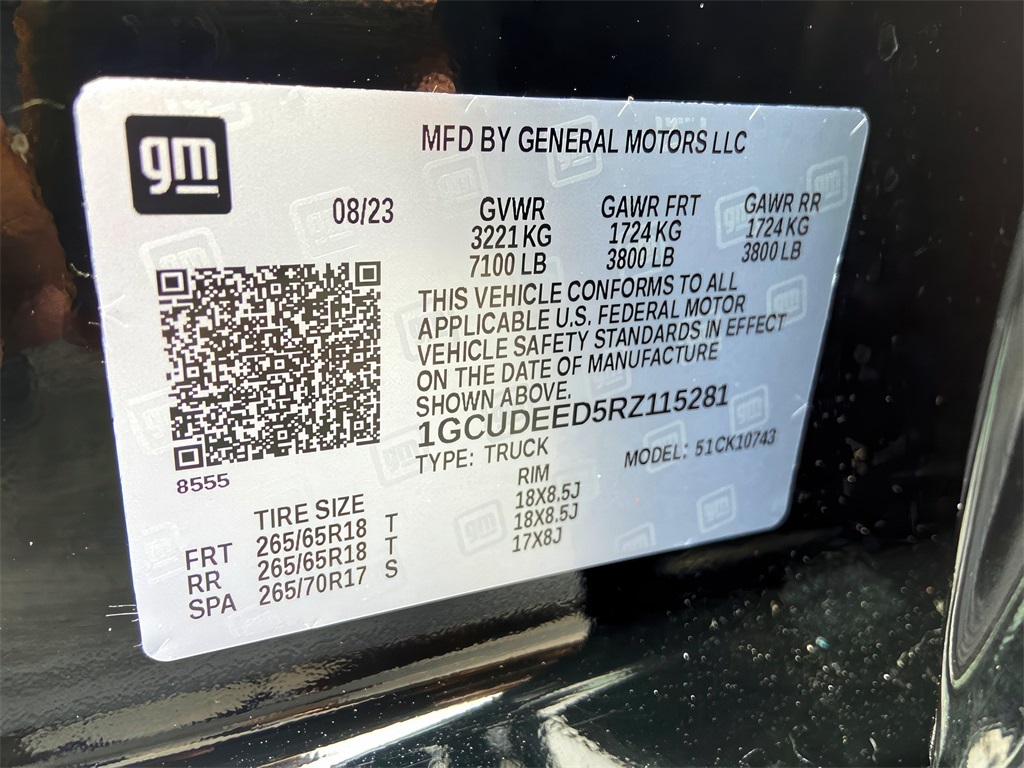 gm
MFD BY GENERAL MOTORS LLC
08/23
GVWR GAWR FRT GAWR RR
3221 KG 1724 KG 1724 KG
7100 LB 3800 LB 3800 LB
THIS VEHICLE CONFORMS TO ALL
APPLICABLE U.S. FEDERAL MOTOR
VEHICLE SAFETY STANDARDS IN EFFECT
ON THE DATE OF MANUFACTURE
SHOWN ABOVE.
1GCUDEED5RZ115281
TYPE: TRUCK MODEL: 51CK10743
8555
TIRE SIZE RIM
FRT 265/65R18 T 18X8.5J
RR 265/65R18 T 18X8.5J
SPA 265/70R17 S 17X8J